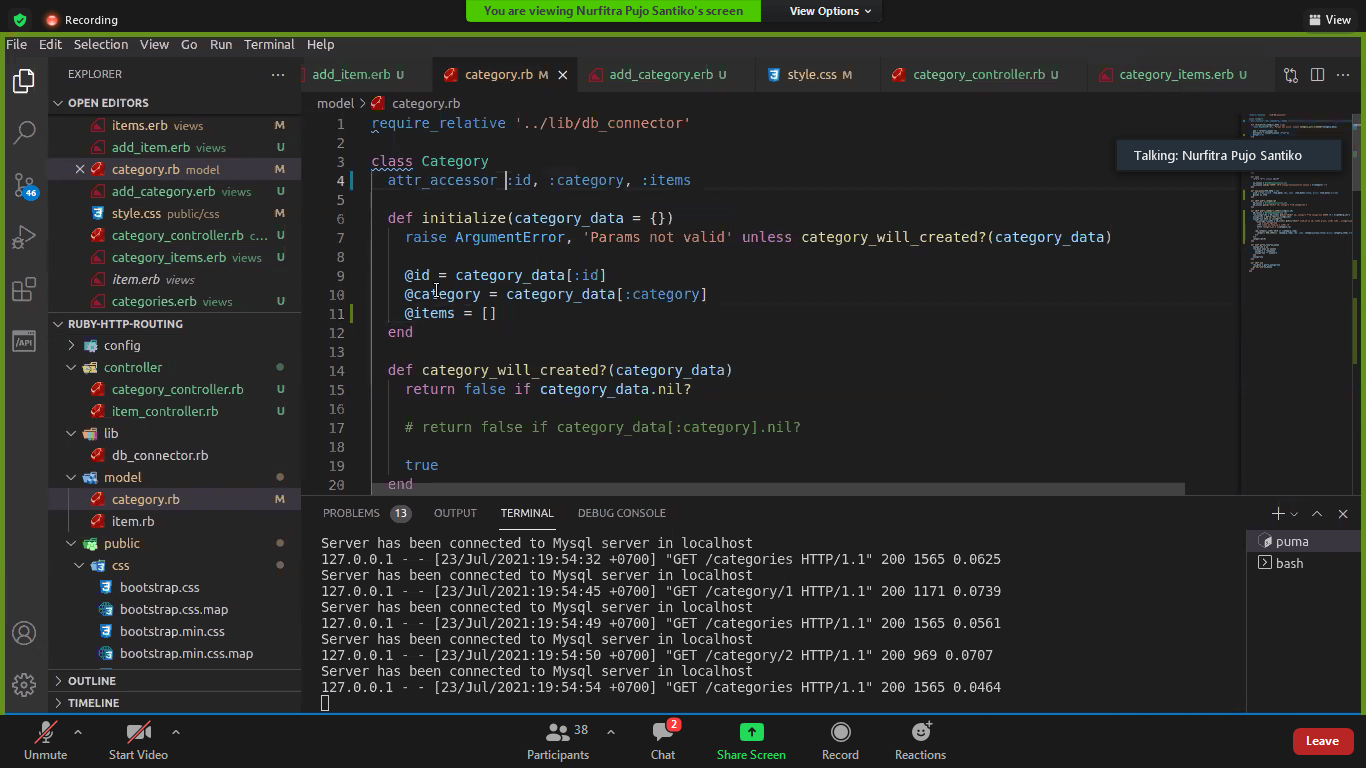 Recording
You are viewing Nurfitra Pujo Santiko's screen
View Options
View
File Edit Selection View Go Run Terminal Help
EXPLORER
add_item.erb U
category.rb M
add_category.erb U
style.css M
category_controller.rb U
category_items.erb U
OPEN EDITORS
items.erb views M
add_item.erb views U
category.rb model M
add_category.erb views U
style.css public/css M
category_controller.rb c... U
category_items.erb views U
item.erb views
categories.erb views U
RUBY-HTTP-ROUTING
config
controller
category_controller.rb U
item_controller.rb U
lib
db_connector.rb
model
category.rb M
item.rb
public
css
bootstrap.css
bootstrap.css.map
bootstrap.min.css
bootstrap.min.css.map
OUTLINE
TIMELINE
46
/API
model > category.rb
Talking: Nurfitra Pujo Santiko
1 require_relative '../lib/db_connector'
2
3 class Category
4 attr_accessor :id, :category, :items
5
6 def initialize(category_data = {})
7 raise ArgumentError, 'Params not valid' unless category_will_created?(category_data)
8
9 @id = category_data[:id]
10 @category = category_data[:category]
11 @items = []
12 end
13
14 def category_will_created?(category_data)
15 return false if category_data.nil?
16
17 # return false if category_data[:category].nil?
18
19 true
20 end
PROBLEMS 13 OUTPUT TERMINAL DEBUG CONSOLE
Server has been connected to Mysql server in localhost
127.0.0.1 - - [23/Jul/2021:19:54:32 +0700] "GET /categories HTTP/1.1" 200 1565 0.0625
Server has been connected to Mysql server in localhost
127.0.0.1 - - [23/Jul/2021:19:54:45 +0700] "GET /category/1 HTTP/1.1" 200 1171 0.0739
Server has been connected to Mysql server in localhost
127.0.0.1 - - [23/Jul/2021:19:54:49 +0700] "GET /categories HTTP/1.1" 200 1565 0.0561
Server has been connected to Mysql server in localhost
127.0.0.1 - - [23/Jul/2021:19:54:50 +0700] "GET /category/2 HTTP/1.1" 200 969 0.0707
Server has been connected to Mysql server in localhost
127.0.0.1 - - [23/Jul/2021:19:54:54 +0700] "GET /categories HTTP/1.1" 200 1565 0.0464
puma
bash
Unmute
Start Video
Participants 38
Chat 2
Share Screen
Record
Reactions
Leave